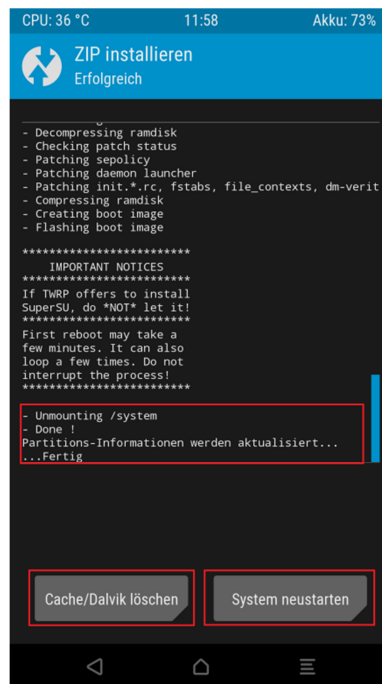 CPU: 36 °C 11:58 Akku: 73%
ZIP installieren
Erfolgreich
- Decompressing ramdisk
- Checking patch status
- Patching sepolicy
- Patching daemon launcher
- Patching init.*.rc, fstabs, file_contexts, dm-verit
- Compressing ramdisk
- Creating boot image
- Flashing boot image
*************************
IMPORTANT NOTICES
*************************
If TWRP offers to install
SuperSU, do *NOT* let it!
*************************
First reboot may take a
few minutes. It can also
loop a few times. Do not
interrupt the process!
*************************
- Unmounting /system
- Done !
Partitions-Informationen werden aktualisiert...
...Fertig
Cache/Dalvik löschen System neustarten